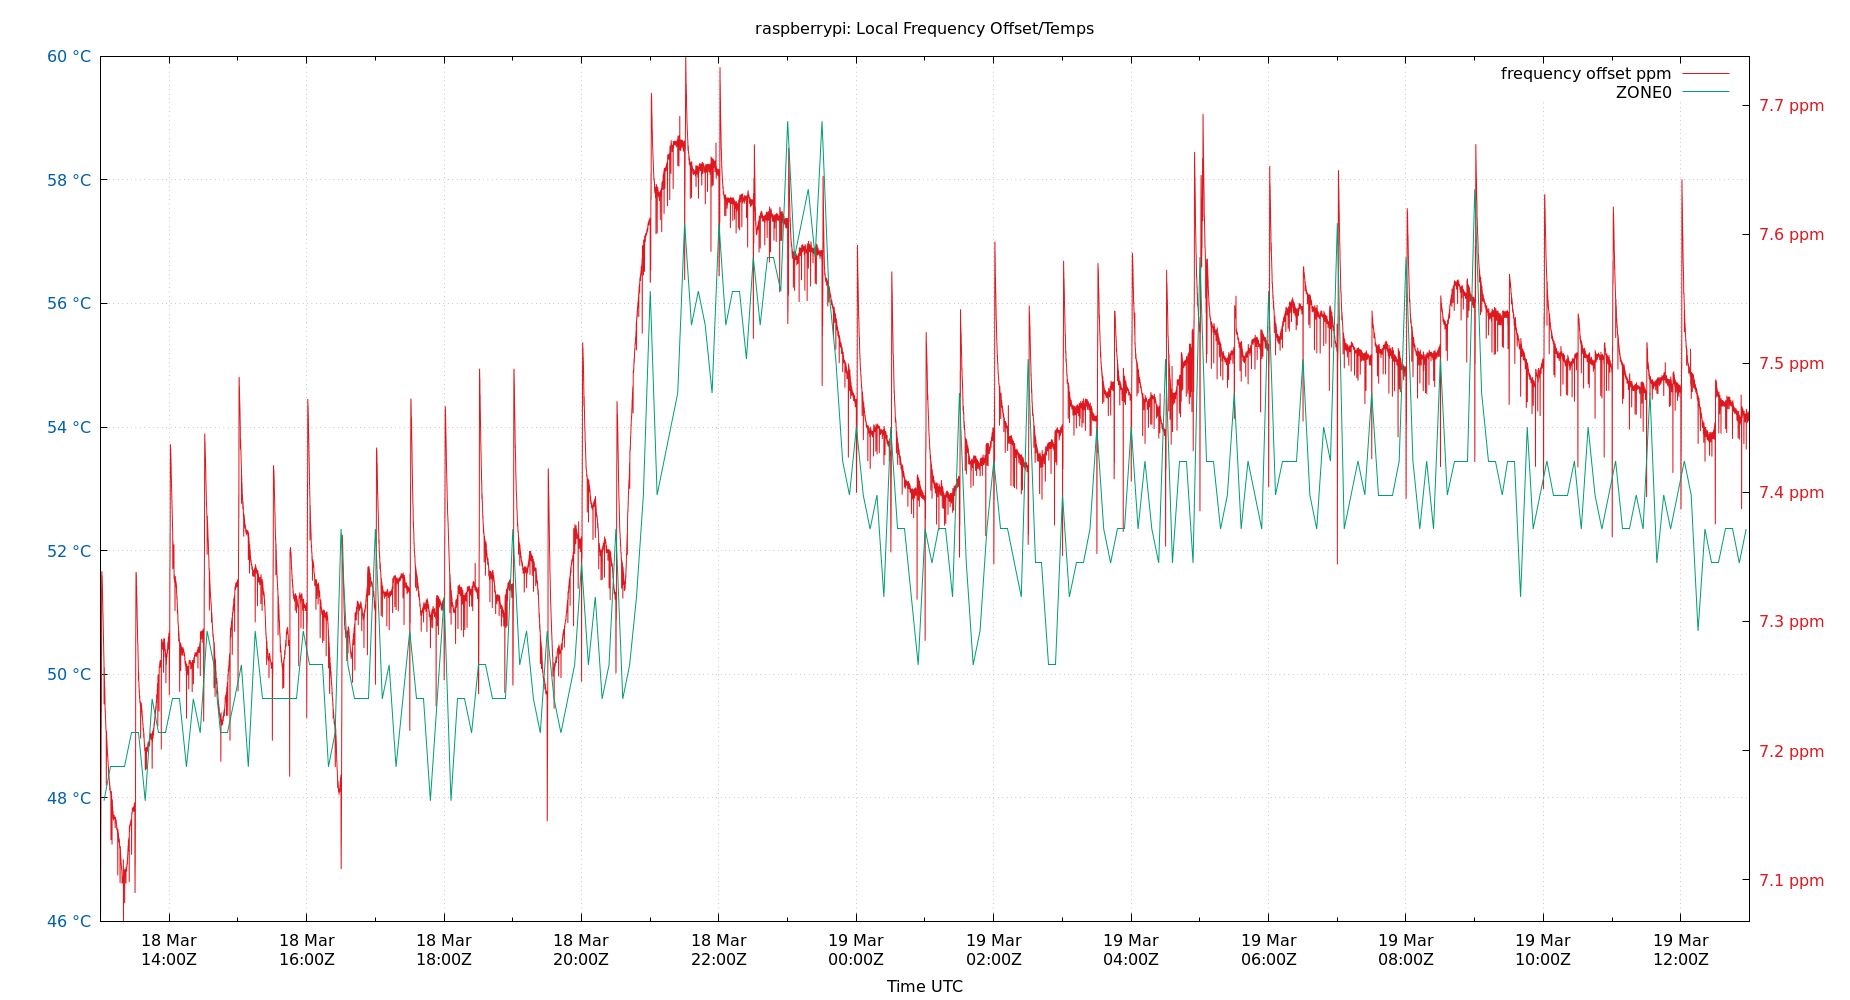 raspberrypi: Local Frequency Offset/Temps
frequency offset ppm
ZONE0
60 °C
58 °C
56 °C
54 °C
52 °C
50 °C
48 °C
46 °C
7.7 ppm
7.6 ppm
7.5 ppm
7.4 ppm
7.3 ppm
7.2 ppm
7.1 ppm
18 Mar 18 Mar 18 Mar 18 Mar 18 Mar 19 Mar 19 Mar 19 Mar 19 Mar 19 Mar 19 Mar 19 Mar
14:00Z 16:00Z 18:00Z 20:00Z 22:00Z 00:00Z 02:00Z 04:00Z 06:00Z 08:00Z 10:00Z 12:00Z
Time UTC